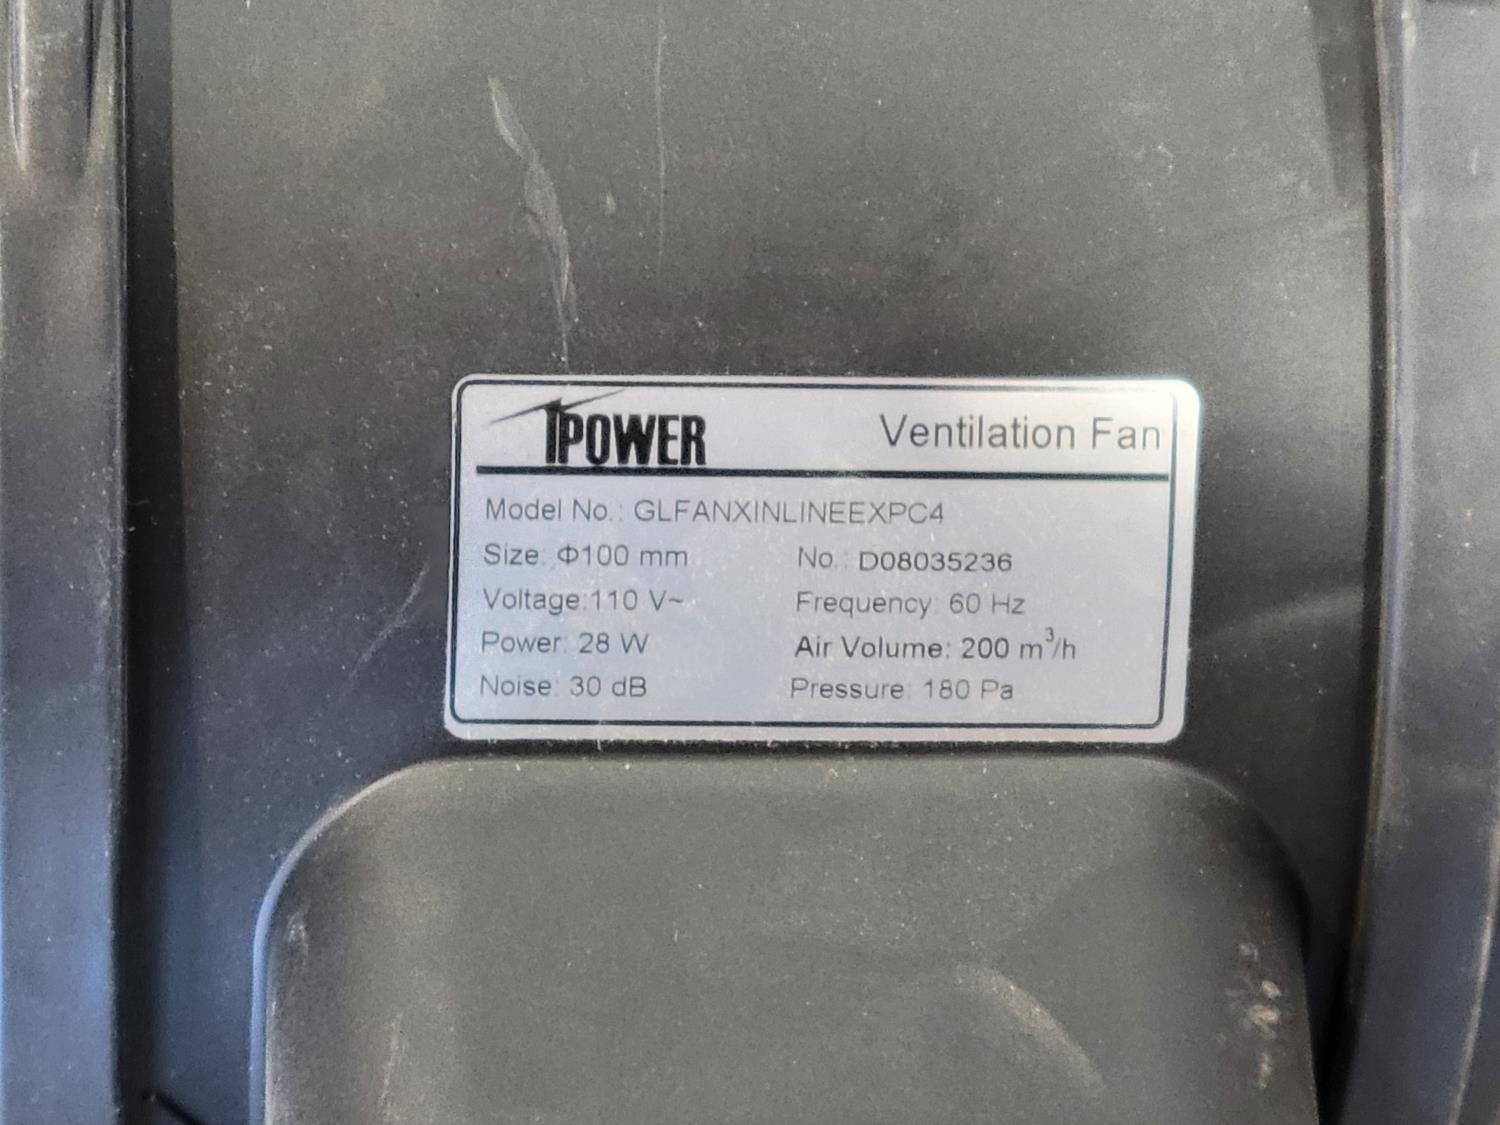 iPOWER Ventilation Fan
Model No.: GLFANXINLINEEXPC4
Size: Φ100 mm No.: D08035236
Voltage:110 V~ Frequency: 60 Hz
Power: 28 W Air Volume: 200 m³/h
Noise: 30 dB Pressure: 180 Pa